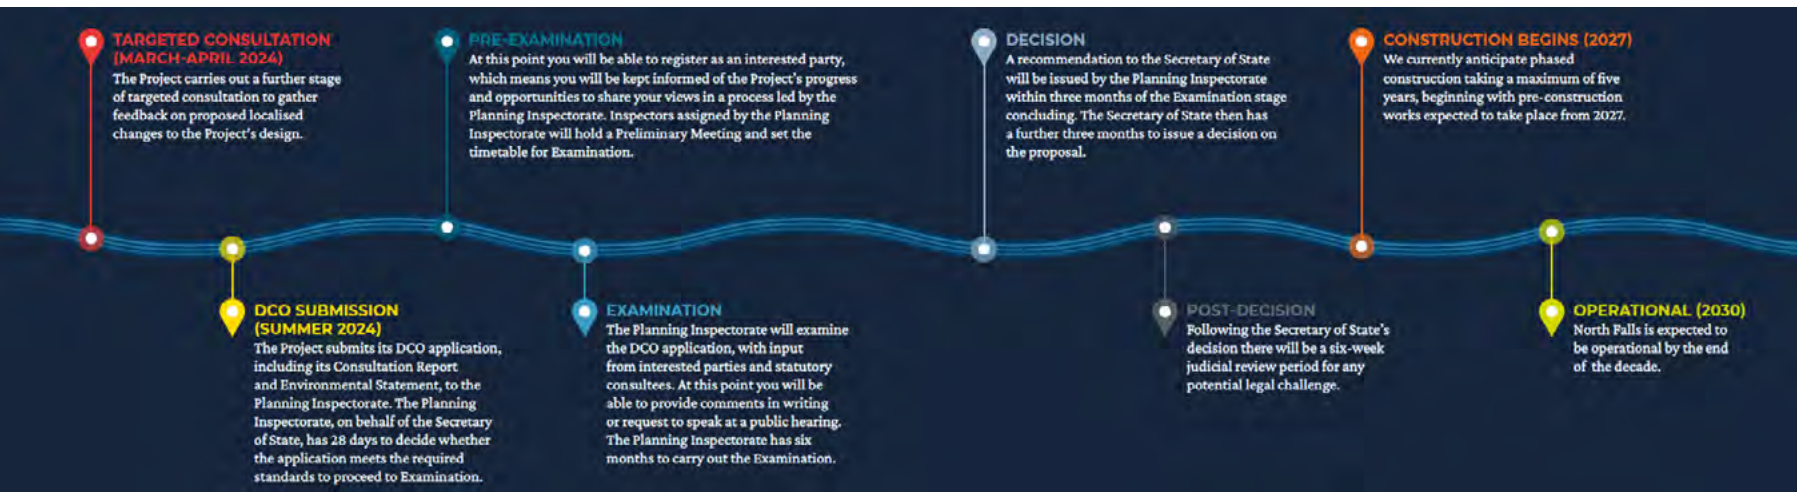 TARGETED CONSULTATION
(MARCH-APRIL 2024)
The Project carries out a further stage
of targeted consultation to gather
feedback on proposed localised
changes to the Project's design.
DCO SUBMISSION
(SUMMER 2024)
The Project submits its DCO application,
including its Consultation Report
and Environmental Statement, to the
Planning Inspectorate. The Planning
Inspectorate, on behalf of the Secretary
of State, has 28 days to decide whether
the application meets the required
standards to proceed to Examination.
PRE-EXAMINATION
At this point you will be able to register as an interested party,
which means you will be kept informed of the Project's progress
and opportunities to share your views in a process led by the
Planning Inspectorate. Inspectors assigned by the Planning
Inspectorate will hold a Preliminary Meeting and set the
timetable for Examination.
EXAMINATION
The Planning Inspectorate will examine
the DCO application, with input
from interested parties and statutory
consultees. At this point you will be
able to provide comments in writing
or request to speak at a public hearing.
The Planning Inspectorate has six
months to carry out the Examination.
DECISION
A recommendation to the Secretary of State
will be issued by the Planning Inspectorate
within three months of the Examination stage
concluding. The Secretary of State then has
a further three months to issue a decision on
the proposal.
POST-DECISION
Following the Secretary of State's
decision there will be a six-week
judicial review period for any
potential legal challenge.
CONSTRUCTION BEGINS (2027)
We currently anticipate phased
construction taking a maximum of five
years, beginning with pre-construction
works expected to take place from 2027.
OPERATIONAL (2030)
North Falls is expected to
be operational by the end
of the decade.